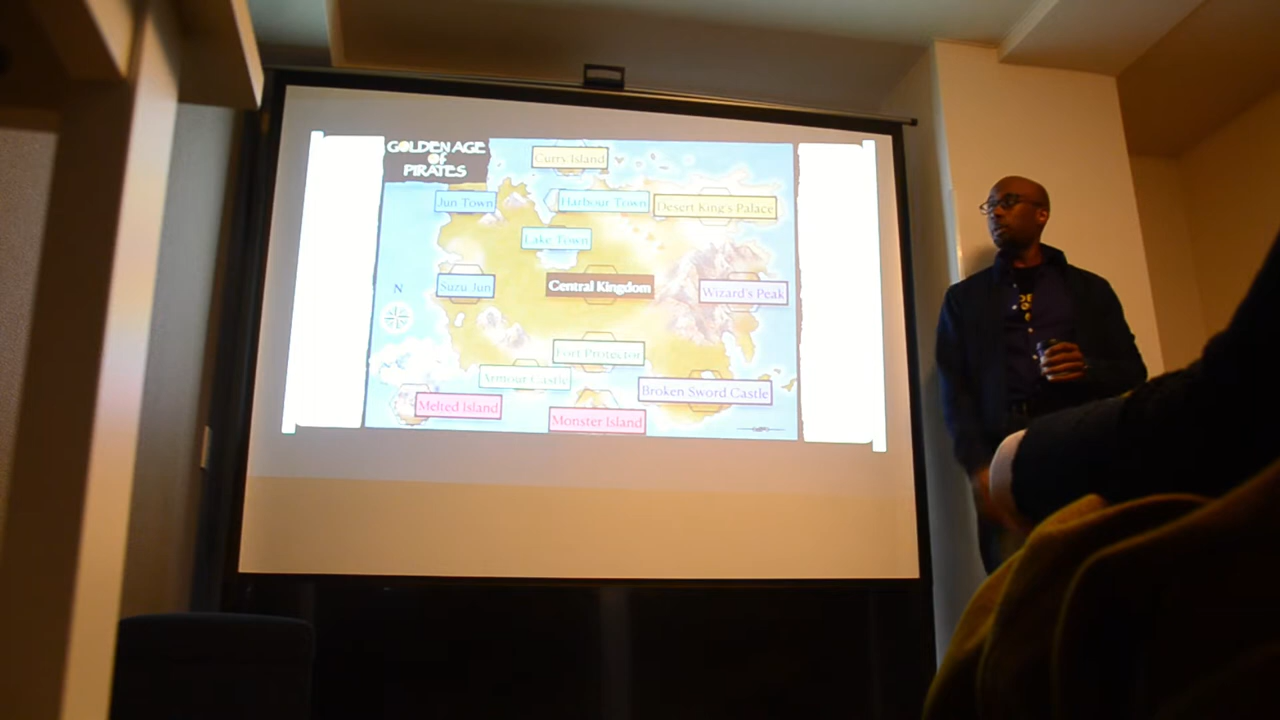 GOLDEN AGE
of
PIRATES
Curry Island
Jun Town
Harbour Town
Desert King's Palace
Lake Town
Suzu Jun
Central Kingdom
Wizard's Peak
N
Fort Protector
Armour Castle
Broken Sword Castle
Melted Island
Monster Island